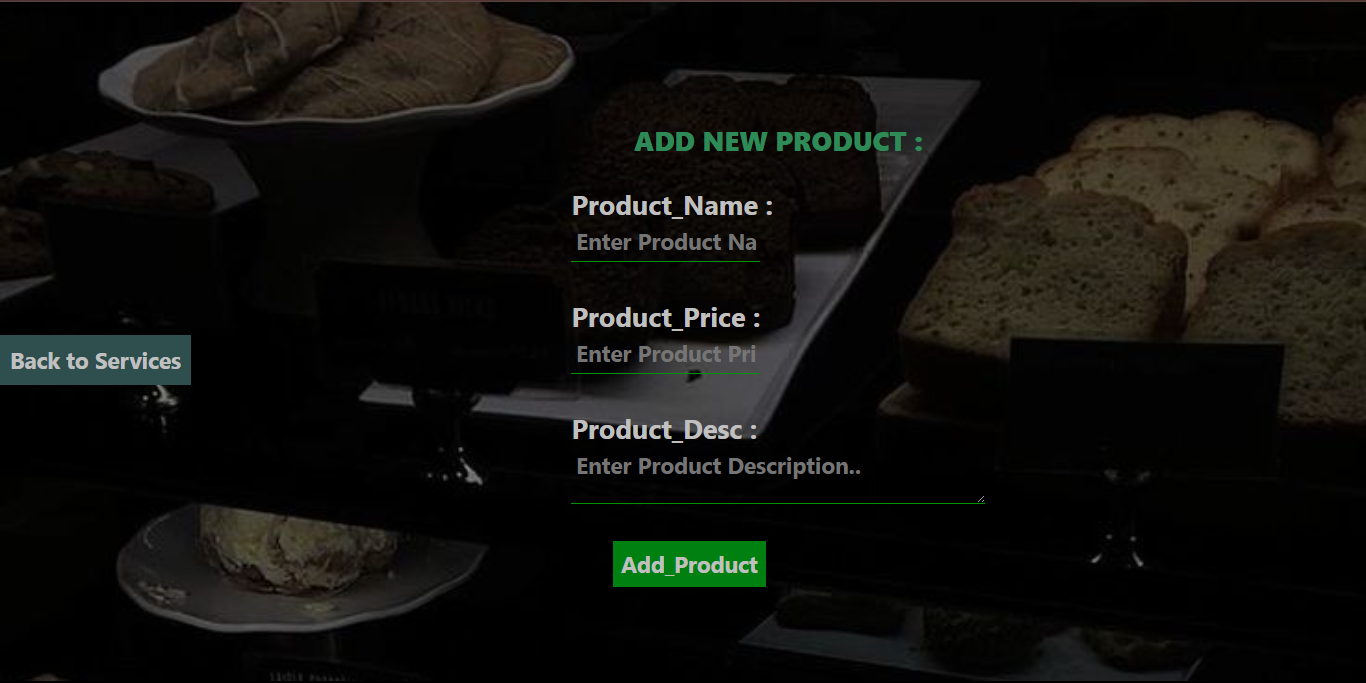 ADD NEW PRODUCT :
Product_Name :
Enter Product Na
Product_Price :
Enter Product Pri
Back to Services
Product_Desc :
Enter Product Description..
Add_Product